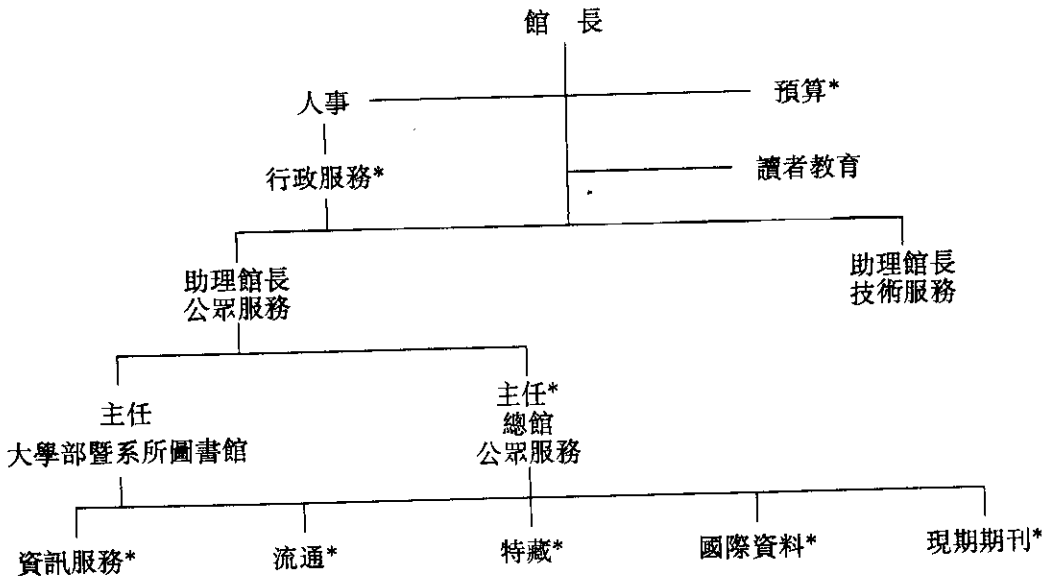 館 長
人事
預算*
行政服務*
讀者教育
助理館長
公眾服務
助理館長
技術服務
主任
大學部暨系所圖書館
主任*
總館
公眾服務
資訊服務*
流通*
特藏*
國際資料*
現期期刊*